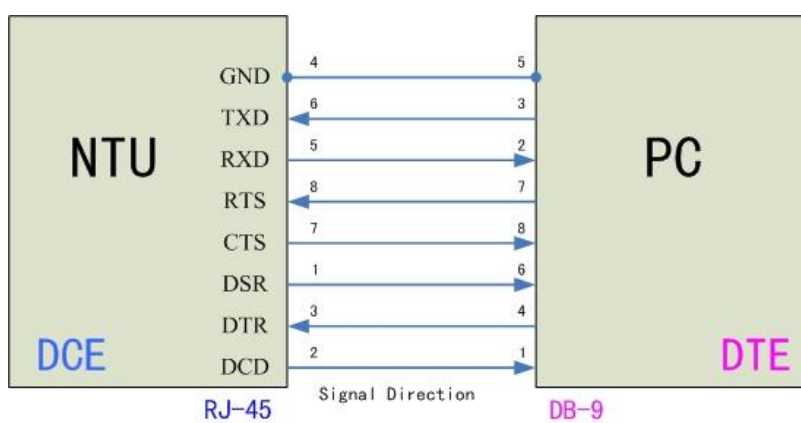 GND 4 5
TXD 6 3
NTU RXD 5 2 PC
RTS 8 7
CTS 7 8
DSR 1 6
DTR 3 4
DCE DTE
DCD 2 1
Signal Direction
RJ-45 DB-9